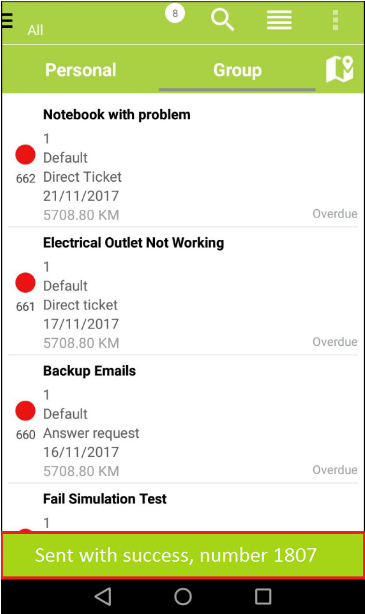 8
All
Personal Group
Notebook with problem
1
Default
662 Direct Ticket
21/11/2017
5708.80 KM Overdue
Electrical Outlet Not Working
1
Default
661 Direct ticket
17/11/2017
5708.80 KM Overdue
Backup Emails
1
Default
660 Answer request
16/11/2017
5708.80 KM Overdue
Fail Simulation Test
1
Sent with success, number 1807